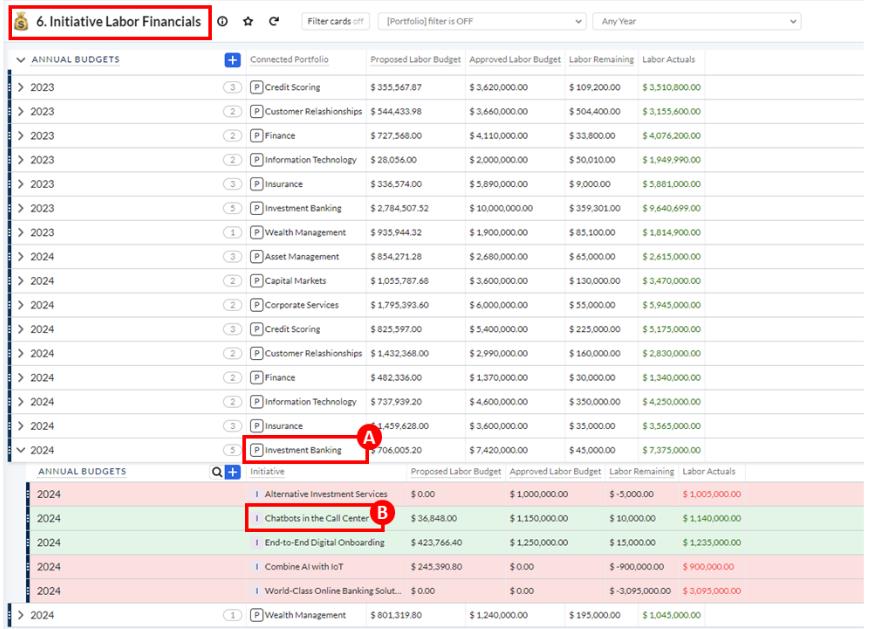 6. Initiative Labor Financials Filter cards off [Portfolio] filter is OFF Any Year
ANNUAL BUDGETS Connected Portfolio Proposed Labor Budget Approved Labor Budget Labor Remaining Labor Actuals
2023 3 P Credit Scoring $ 355,567.87 $ 3,620,000.00 $ 109,200.00 $ 3,510,800.00
2023 2 P Customer Relashionships $ 544,433.98 $ 3,660,000.00 $ 504,400.00 $ 3,155,600.00
2023 2 P Finance $ 727,568.00 $ 4,110,000.00 $ 33,800.00 $ 4,076,200.00
2023 2 P Information Technology $ 28,056.00 $ 2,000,000.00 $ 50,010.00 $ 1,949,990.00
2023 3 P Insurance $ 336,574.00 $ 5,890,000.00 $ 9,000.00 $ 5,881,000.00
2023 5 P Investment Banking $ 2,784,507.52 $ 10,000,000.00 $ 359,301.00 $ 9,640,699.00
2023 1 P Wealth Management $ 935,944.32 $ 1,900,000.00 $ 85,100.00 $ 1,814,900.00
2024 3 P Asset Management $ 854,271.28 $ 2,680,000.00 $ 65,000.00 $ 2,615,000.00
2024 2 P Capital Markets $ 1,055,787.68 $ 3,600,000.00 $ 130,000.00 $ 3,470,000.00
2024 2 P Corporate Services $ 1,795,393.60 $ 6,000,000.00 $ 55,000.00 $ 5,945,000.00
2024 3 P Credit Scoring $ 825,597.00 $ 5,400,000.00 $ 225,000.00 $ 5,175,000.00
2024 2 P Customer Relashionships $ 1,432,368.00 $ 2,990,000.00 $ 160,000.00 $ 2,830,000.00
2024 2 P Finance $ 482,336.00 $ 1,370,000.00 $ 30,000.00 $ 1,340,000.00
2024 2 P Information Technology $ 737,939.20 $ 4,600,000.00 $ 350,000.00 $ 4,250,000.00
2024 3 P Insurance $ 1,459,628.00 $ 3,600,000.00 $ 35,000.00 $ 3,565,000.00
2024 5 P Investment Banking A 706,005.20 $ 7,420,000.00 $ 45,000.00 $ 7,375,000.00
ANNUAL BUDGETS Initiative Proposed Labor Budget Approved Labor Budget Labor Remaining Labor Actuals
2024 I Alternative Investment Services $ 0.00 $ 1,000,000.00 $ -5,000.00 $ 1,005,000.00
2024 I Chatbots in the Call Center B $ 36,848.00 $ 1,150,000.00 $ 10,000.00 $ 1,140,000.00
2024 I End-to-End Digital Onboarding $ 423,766.40 $ 1,250,000.00 $ 15,000.00 $ 1,235,000.00
2024 I Combine AI with IoT $ 245,390.80 $ 0.00 $ -900,000.00 $ 900,000.00
2024 I World-Class Online Banking Solut... $ 0.00 $ 0.00 $ -3,095,000.00 $ 3,095,000.00
2024 1 P Wealth Management $ 801,319.80 $ 1,240,000.00 $ 195,000.00 $ 1,045,000.00